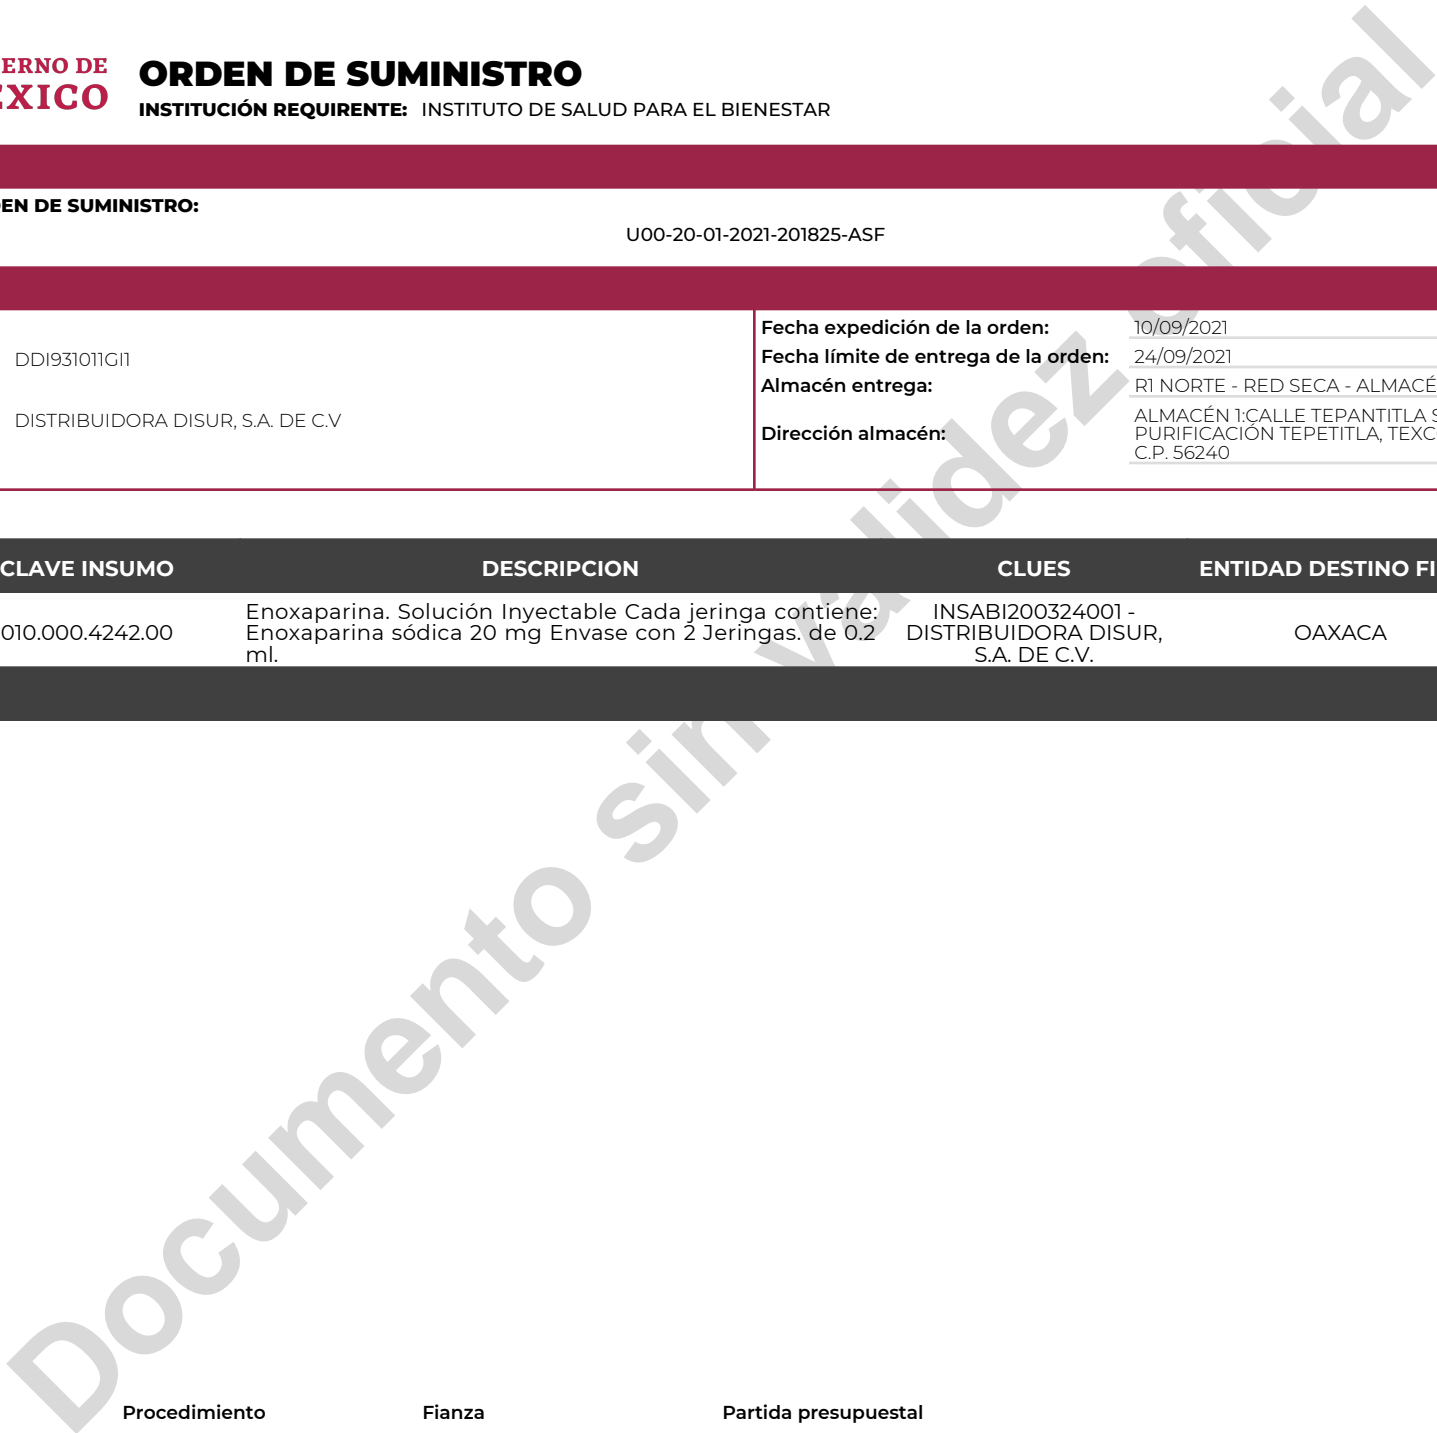 ERNO DE
ÉXICO
ORDEN DE SUMINISTRO
INSTITUCIÓN REQUIRENTE: INSTITUTO DE SALUD PARA EL BIENESTAR
EN DE SUMINISTRO:
U00-20-01-2021-201825-ASF
DDI931011GI1
DISTRIBUIDORA DISUR, S.A. DE C.V
Fecha expedición de la orden: 10/09/2021
Fecha límite de entrega de la orden: 24/09/2021
Almacén entrega: R1 NORTE - RED SECA - ALMACÉ
Dirección almacén:
ALMACÉN 1:CALLE TEPANTITLA S
PURIFICACIÓN TEPETITLA, TEXC
C.P. 56240
CLAVE INSUMO DESCRIPCION CLUES ENTIDAD DESTINO FI
010.000.4242.00
Enoxaparina. Solución Inyectable Cada jeringa contiene:
Enoxaparina sódica 20 mg Envase con 2 Jeringas. de 0.2
ml.
INSABI200324001 -
DISTRIBUIDORA DISUR,
S.A. DE C.V.
OAXACA
Documento sin validez oficial
Procedimiento Fianza Partida presupuestal